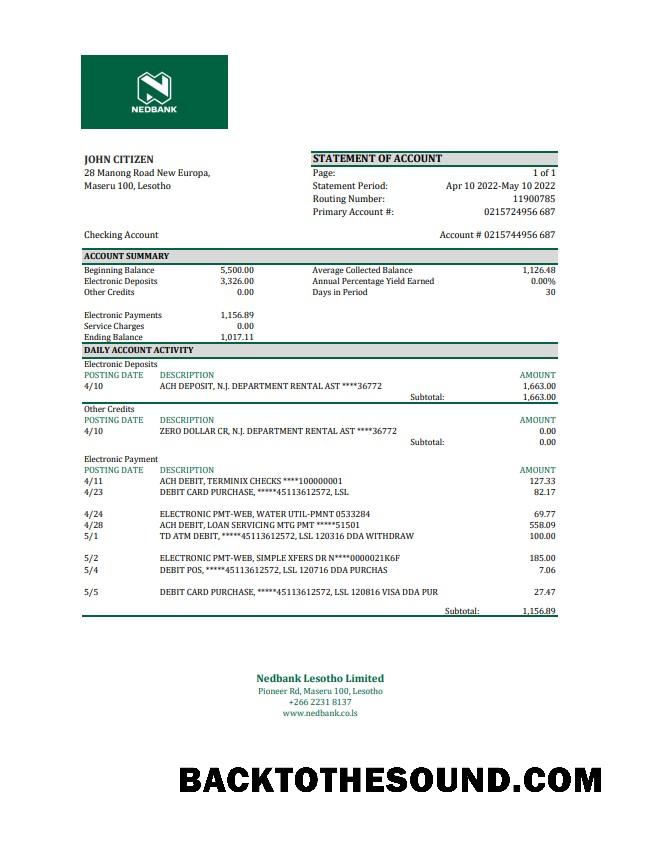 NEDBANK
JOHN CITIZEN
28 Manong Road New Europa,
Maseru 100, Lesotho
STATEMENT OF ACCOUNT
Page: 1 of 1
Statement Period: Apr 10 2022-May 10 2022
Routing Number: 11900785
Primary Account #: 0215724956 687
Checking Account Account # 0215744956 687
ACCOUNT SUMMARY
Beginning Balance 5,500.00 Average Collected Balance 1,126.48
Electronic Deposits 3,326.00 Annual Percentage Yield Earned 0.00%
Other Credits 0.00 Days in Period 30
Electronic Payments 1,156.89
Service Charges 0.00
Ending Balance 1,017.11
DAILY ACCOUNT ACTIVITY
Electronic Deposits
POSTING DATE DESCRIPTION AMOUNT
4/10 ACH DEPOSIT, N.J. DEPARTMENT RENTAL AST ****36772 1,663.00
Subtotal: 1,663.00
Other Credits
POSTING DATE DESCRIPTION AMOUNT
4/10 ZERO DOLLAR CR, N.J. DEPARTMENT RENTAL AST ****36772 0.00
Subtotal: 0.00
Electronic Payment
POSTING DATE DESCRIPTION AMOUNT
4/11 ACH DEBIT, TERMINIX CHECKS ****100000001 127.33
4/23 DEBIT CARD PURCHASE, *****45113612572, LSL 82.17
4/24 ELECTRONIC PMT-WEB, WATER UTIL-PMNT 0533284 69.77
4/28 ACH DEBIT, LOAN SERVICING MTG PMT *****51501 558.09
5/1 TD ATM DEBIT, *****45113612572, LSL 120316 DDA WITHDRAW 100.00
5/2 ELECTRONIC PMT-WEB, SIMPLE XFERS DR N****0000021K6F 185.00
5/4 DEBIT POS, *****45113612572, LSL 120716 DDA PURCHAS 7.06
5/5 DEBIT CARD PURCHASE, *****45113612572, LSL 120816 VISA DDA PUR 27.47
Subtotal: 1,156.89
Nedbank Lesotho Limited
Pioneer Rd, Maseru 100, Lesotho
+266 2231 8137
www.nedbank.co.ls
BACKTOTHESOUND.COM